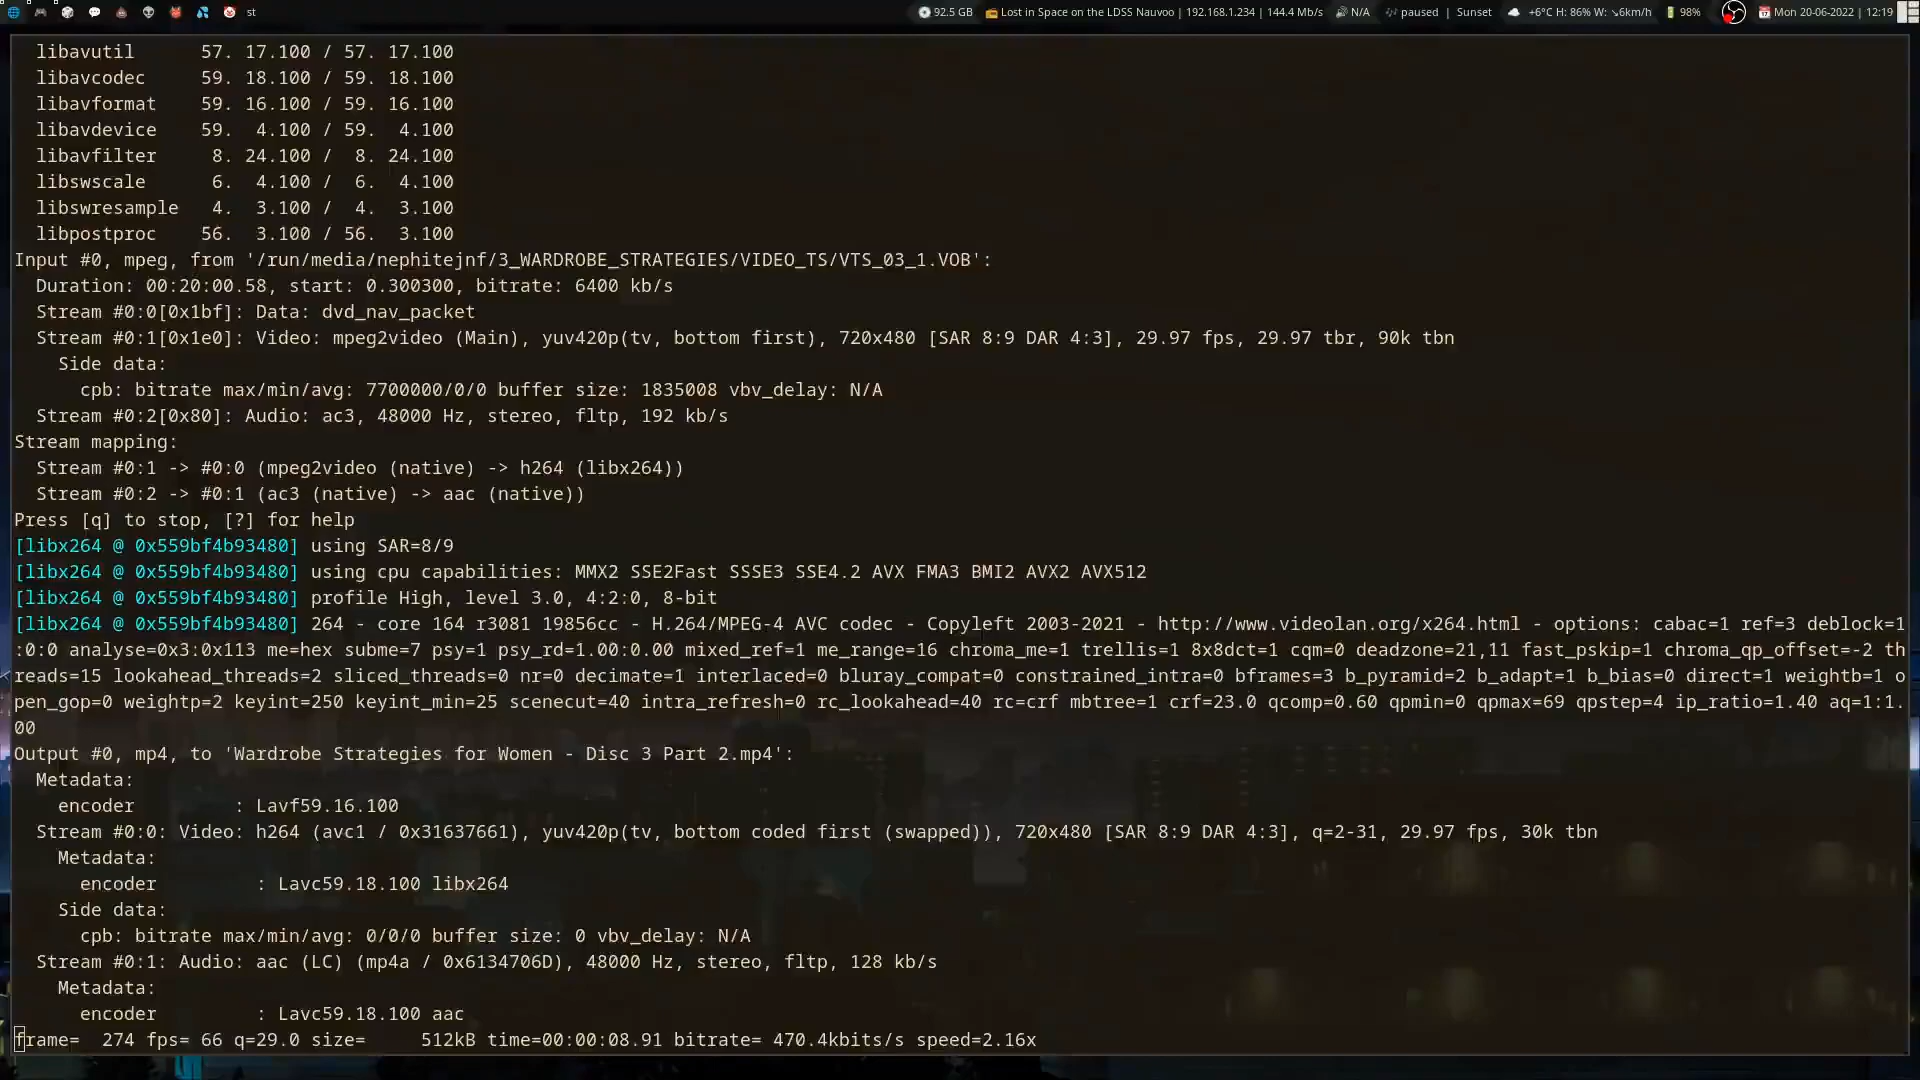 st
92.5 GB | Lost in Space on the LDSS Nauvoo | 192.168.1.234 | 144.4 Mb/s | N/A | paused | Sunset | +6°C H: 86% W: ↘6km/h | 98% | Mon 20-06-2022 | 12:19
libavutil      57. 17.100 / 57. 17.100
libavcodec     59. 18.100 / 59. 18.100
libavformat    59. 16.100 / 59. 16.100
libavdevice    59.  4.100 / 59.  4.100
libavfilter     8. 24.100 /  8. 24.100
libswscale      6.  4.100 /  6.  4.100
libswresample   4.  3.100 /  4.  3.100
libpostproc    56.  3.100 / 56.  3.100
Input #0, mpeg, from '/run/media/nephitejnf/3_WARDROBE_STRATEGIES/VIDEO_TS/VTS_03_1.VOB':
Duration: 00:20:00.58, start: 0.300300, bitrate: 6400 kb/s
Stream #0:0[0x1bf]: Data: dvd_nav_packet
Stream #0:1[0x1e0]: Video: mpeg2video (Main), yuv420p(tv, bottom first), 720x480 [SAR 8:9 DAR 4:3], 29.97 fps, 29.97 tbr, 90k tbn
Side data:
cpb: bitrate max/min/avg: 7700000/0/0 buffer size: 1835008 vbv_delay: N/A
Stream #0:2[0x80]: Audio: ac3, 48000 Hz, stereo, fltp, 192 kb/s
Stream mapping:
Stream #0:1 -> #0:0 (mpeg2video (native) -> h264 (libx264))
Stream #0:2 -> #0:1 (ac3 (native) -> aac (native))
Press [q] to stop, [?] for help
[libx264 @ 0x559bf4b93480] using SAR=8/9
[libx264 @ 0x559bf4b93480] using cpu capabilities: MMX2 SSE2Fast SSSE3 SSE4.2 AVX FMA3 BMI2 AVX2 AVX512
[libx264 @ 0x559bf4b93480] profile High, level 3.0, 4:2:0, 8-bit
[libx264 @ 0x559bf4b93480] 264 - core 164 r3081 19856cc - H.264/MPEG-4 AVC codec - Copyleft 2003-2021 - http://www.videolan.org/x264.html - options: cabac=1 ref=3 deblock=1
:0:0 analyse=0x3:0x113 me=hex subme=7 psy=1 psy_rd=1.00:0.00 mixed_ref=1 me_range=16 chroma_me=1 trellis=1 8x8dct=1 cqm=0 deadzone=21,11 fast_pskip=1 chroma_qp_offset=-2 th
reads=15 lookahead_threads=2 sliced_threads=0 nr=0 decimate=1 interlaced=0 bluray_compat=0 constrained_intra=0 bframes=3 b_pyramid=2 b_adapt=1 b_bias=0 direct=1 weightb=1 o
pen_gop=0 weightp=2 keyint=250 keyint_min=25 scenecut=40 intra_refresh=0 rc_lookahead=40 rc=crf mbtree=1 crf=23.0 qcomp=0.60 qpmin=0 qpmax=69 qpstep=4 ip_ratio=1.40 aq=1:1.
00
Output #0, mp4, to 'Wardrobe Strategies for Women - Disc 3 Part 2.mp4':
Metadata:
encoder         : Lavf59.16.100
Stream #0:0: Video: h264 (avc1 / 0x31637661), yuv420p(tv, bottom coded first (swapped)), 720x480 [SAR 8:9 DAR 4:3], q=2-31, 29.97 fps, 30k tbn
Metadata:
encoder         : Lavc59.18.100 libx264
Side data:
cpb: bitrate max/min/avg: 0/0/0 buffer size: 0 vbv_delay: N/A
Stream #0:1: Audio: aac (LC) (mp4a / 0x6134706D), 48000 Hz, stereo, fltp, 128 kb/s
Metadata:
encoder         : Lavc59.18.100 aac
frame=  274 fps= 66 q=29.0 size=     512kB time=00:00:08.91 bitrate= 470.4kbits/s speed=2.16x